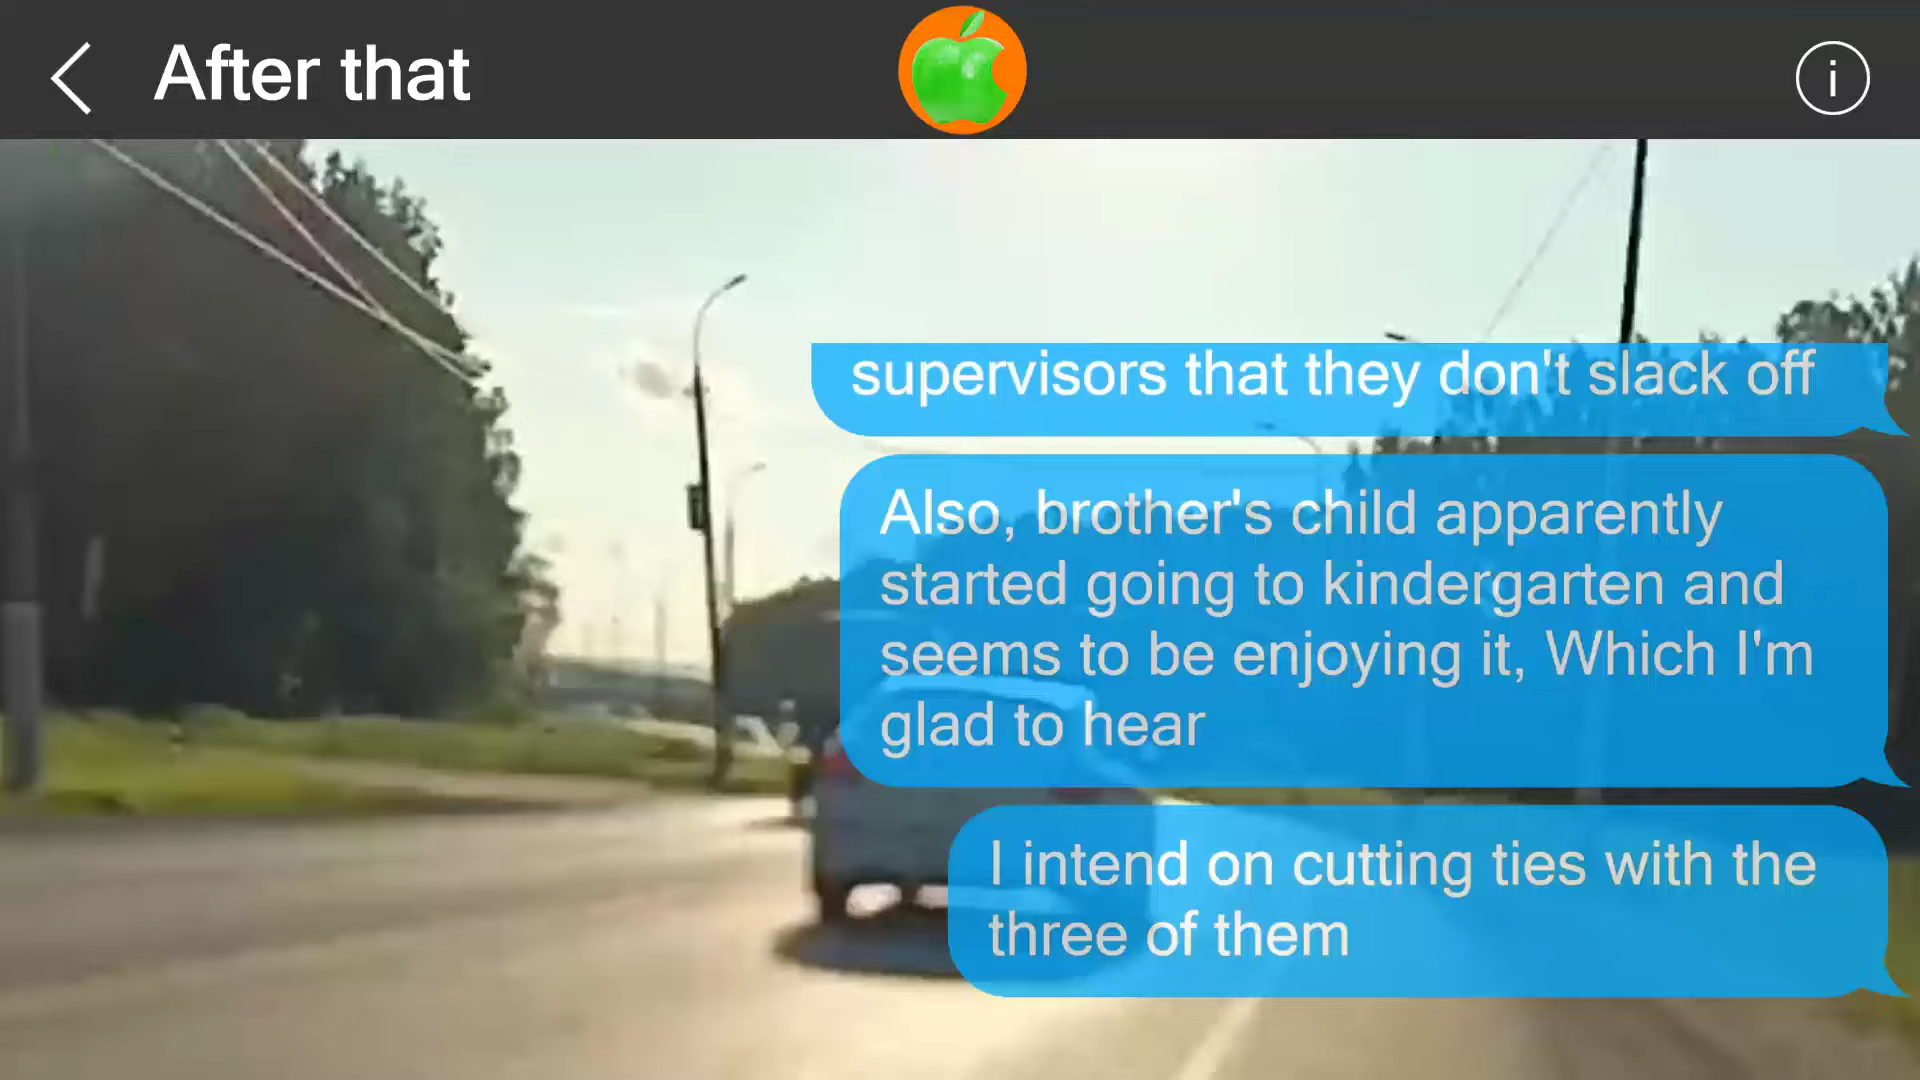 After that
supervisors that they don't slack off
Also, brother's child apparently
started going to kindergarten and
seems to be enjoying it, Which I'm
glad to hear
I intend on cutting ties with the
three of them